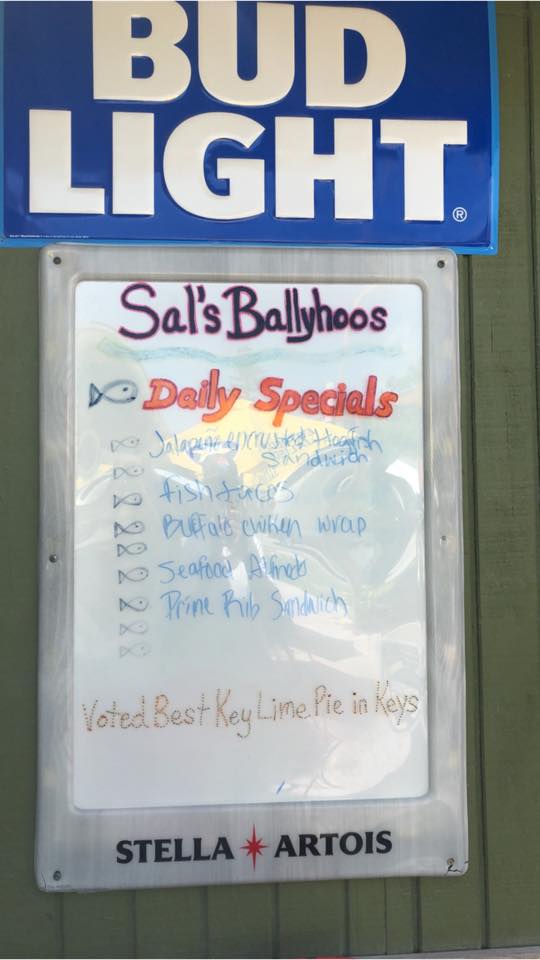 BUD
LIGHT®
Sal's Ballyhoos
Daily Specials
Jalapeño encrusted Hogfish
Sandwich
fish tacos
Buffalo chicken wrap
Seafood Alfredo
Prime Rib Sandwich
Voted Best Key Lime Pie in Keys
STELLA ARTOIS